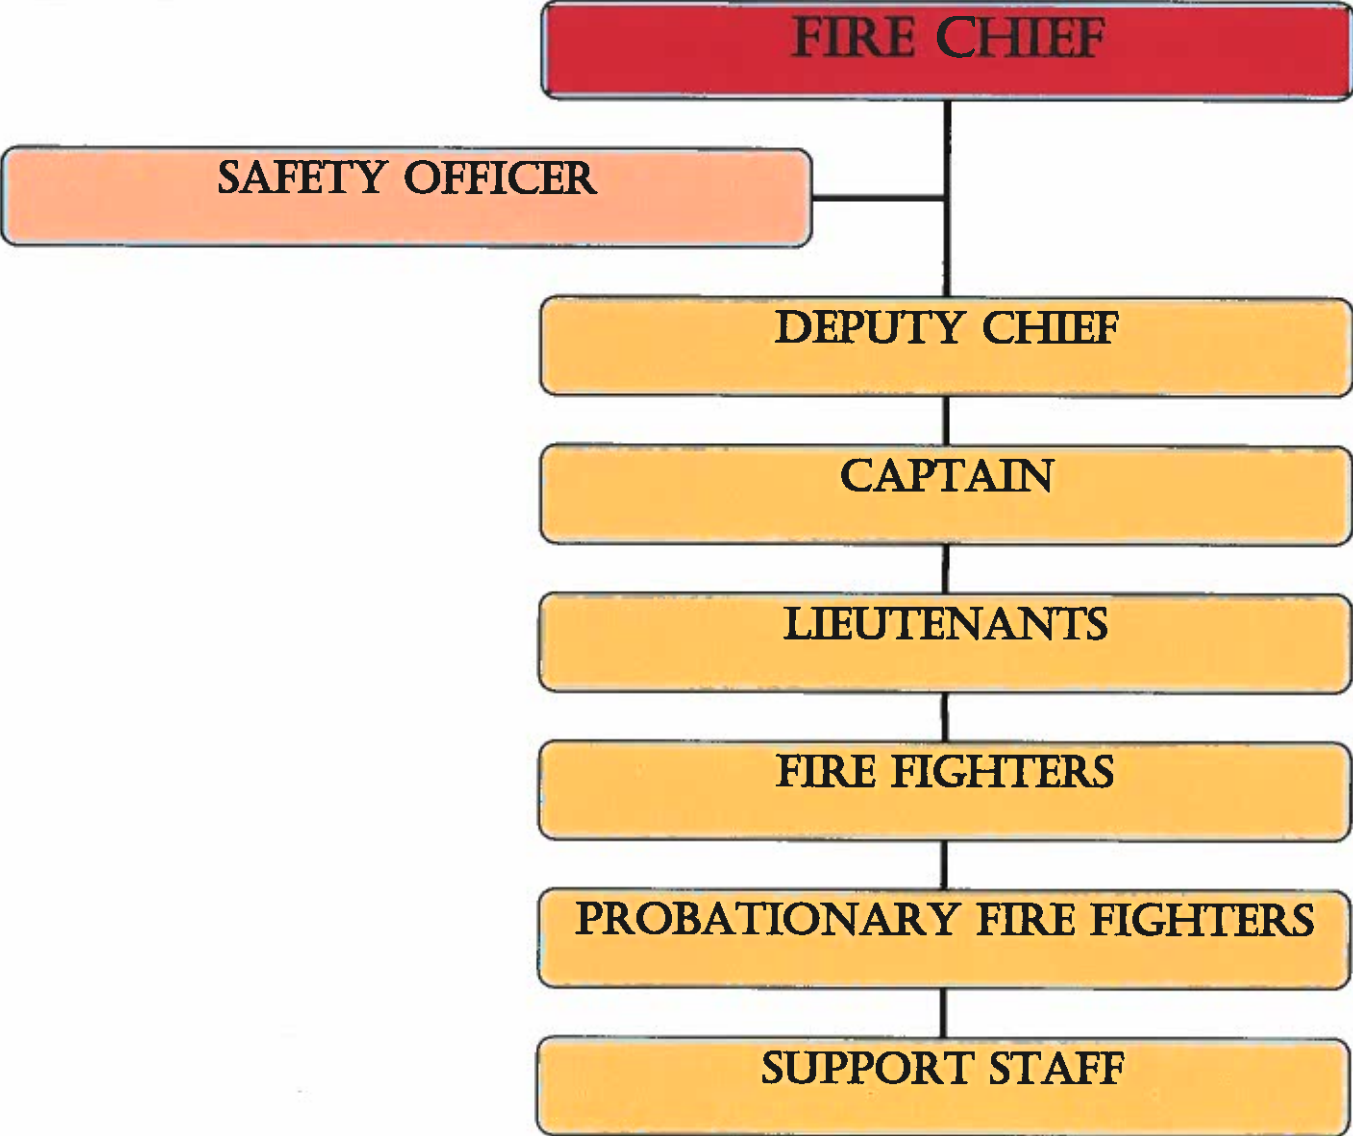 FIRE CHIEF
SAFETY OFFICER
DEPUTY CHIEF
CAPTAIN
LIEUTENANTS
FIRE FIGHTERS
PROBATIONARY FIRE FIGHTERS
SUPPORT STAFF